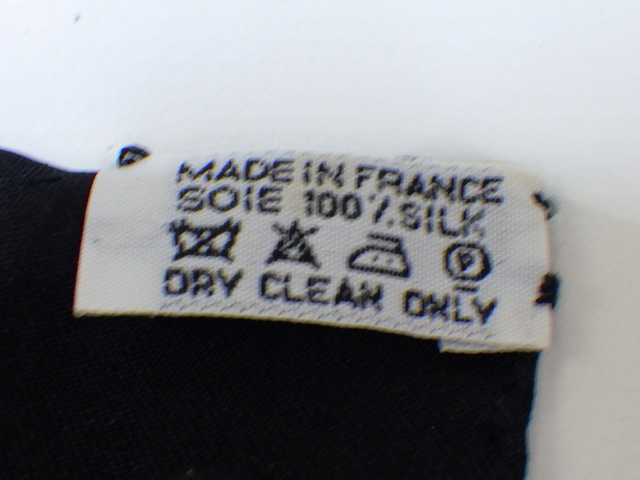 MADE IN FRANCE
SOIE 100% SILK
P
DRY CLEAN ONLY